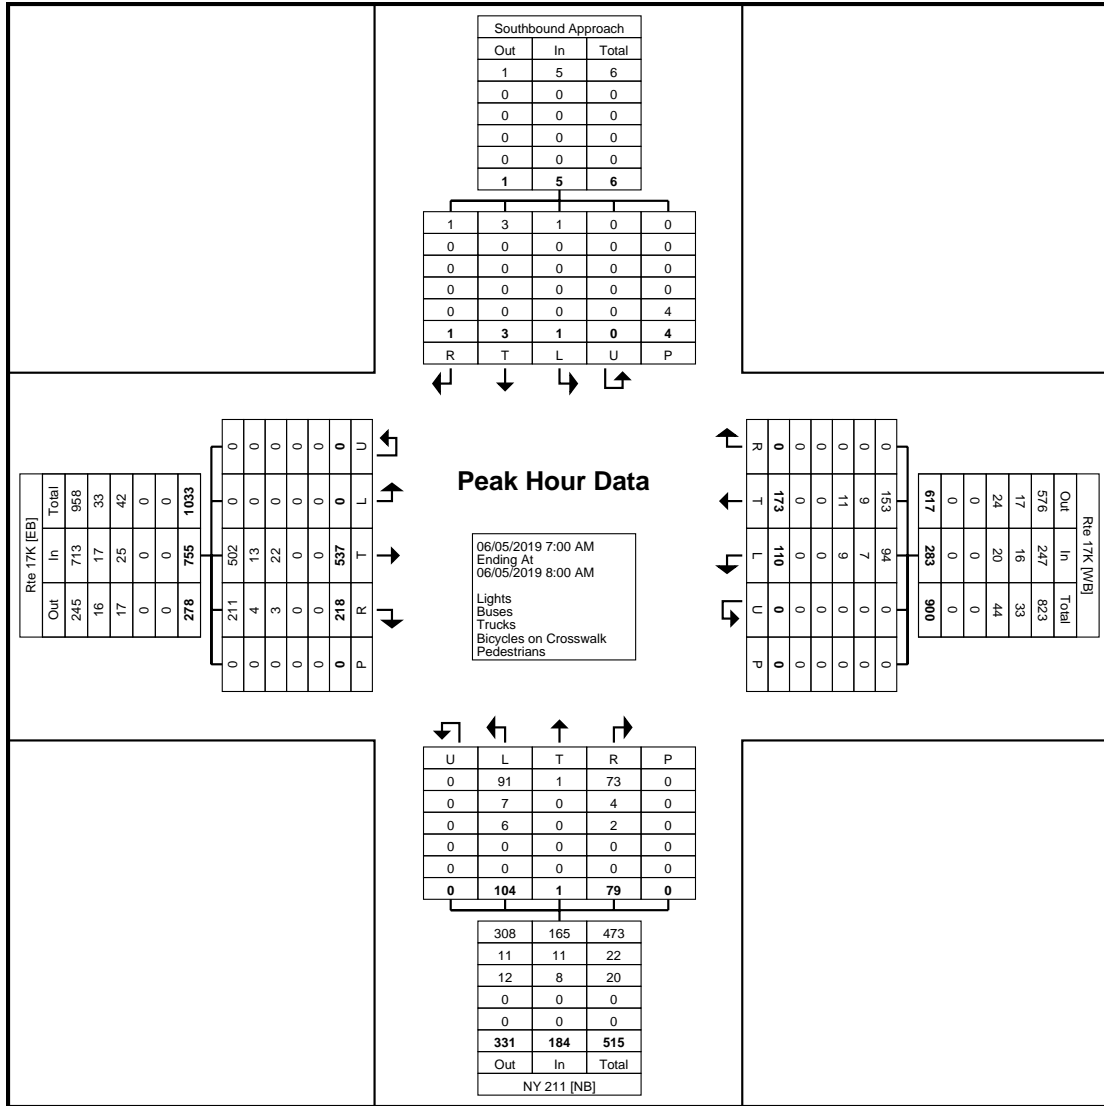 Southbound Approach
Out In Total
1 5 6
0 0 0
0 0 0
0 0 0
0 0 0
1 5 6
1 3 1 0 0
0 0 0 0 0
0 0 0 0 0
0 0 0 0 0
0 0 0 0 4
1 3 1 0 4
R T L U P
Rte 17K [EB]
Out In Total
245 713 958
16 17 33
17 25 42
0 0 0
0 0 0
278 755 1033
0 211 502 0 0
0 4 13 0 0
0 3 22 0 0
0 0 0 0 0
0 0 0 0 0
0 218 537 0 0
P R T L U
Peak Hour Data
06/05/2019 7:00 AM
Ending At
06/05/2019 8:00 AM
Lights
Buses
Trucks
Bicycles on Crosswalk
Pedestrians
R T L U P
0 173 110 0 0
0 0 0 0 0
0 0 0 0 0
0 11 9 0 0
0 9 7 0 0
0 153 94 0 0
617 283 900
0 0 0
0 0 0
24 20 44
17 16 33
576 247 823
Out In Total
Rte 17K [WB]
U L T R P
0 91 1 73 0
0 7 0 4 0
0 6 0 2 0
0 0 0 0 0
0 0 0 0 0
0 104 1 79 0
308 165 473
11 11 22
12 8 20
0 0 0
0 0 0
331 184 515
Out In Total
NY 211 [NB]